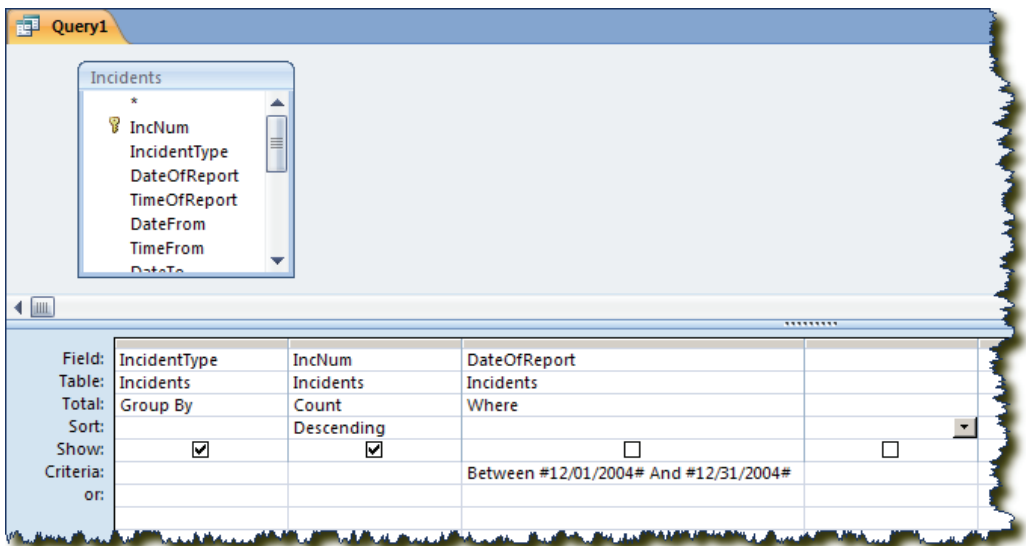 Query1
Incidents
*
IncNum
IncidentType
DateOfReport
TimeOfReport
DateFrom
TimeFrom
DateTo
Field: IncidentType IncNum DateOfReport
Table: Incidents Incidents Incidents
Total: Group By Count Where
Sort: Descending
Show:
Criteria: Between #12/01/2004# And #12/31/2004#
or: